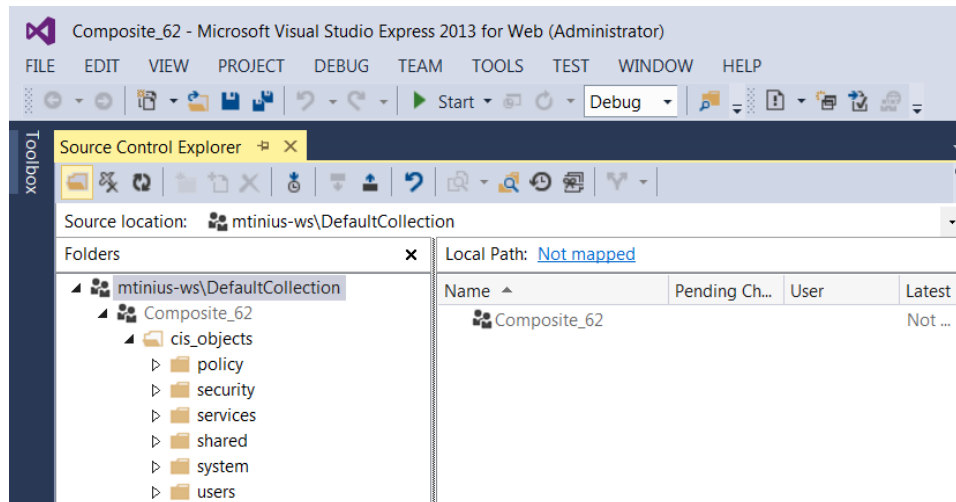 Composite_62 - Microsoft Visual Studio Express 2013 for Web (Administrator)
FILE EDIT VIEW PROJECT DEBUG TEAM TOOLS TEST WINDOW HELP
Start Debug
Toolbox
Source Control Explorer
Source location: mtinius-ws\DefaultCollection
Folders
Local Path: Not mapped
mtinius-ws\DefaultCollection
Name Pending Ch... User Latest
Composite_62
Composite_62 Not ...
cis_objects
policy
security
services
shared
system
users